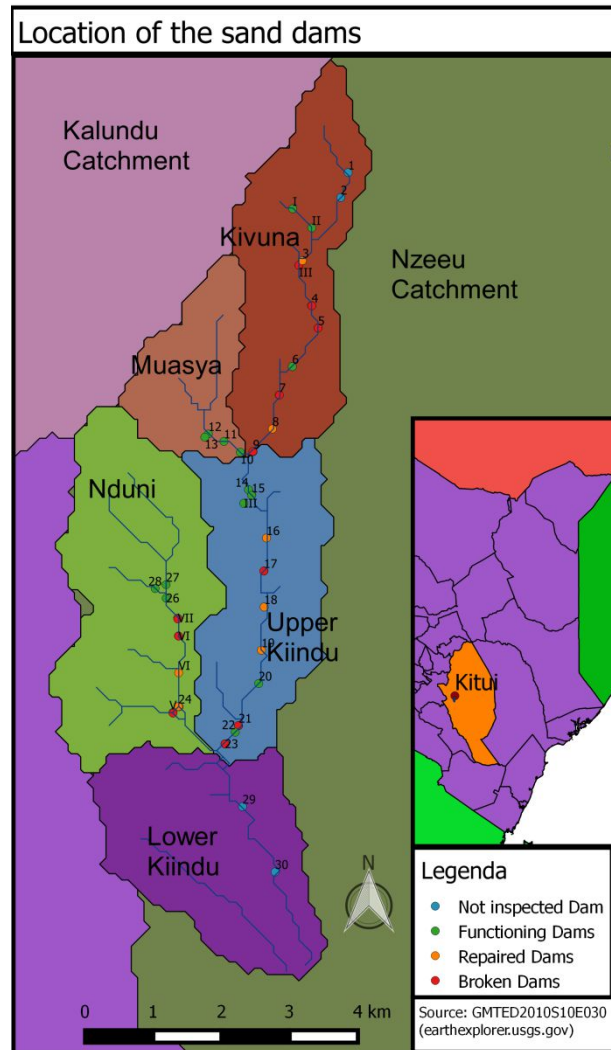 Location of the sand dams
Kalundu
Catchment
1
2
I
II
Kivuna
3
III
Nzeeu
Catchment
4
5
Muasya
6
7
8
12
11
13
9
10
Nduni
14
15
III
16
28
27
17
26
18
VII
Upper
Kiindu
VI
19
VI
20
24
V
21
22
23
Kitui
29
Lower
Kiindu
30
N
Legenda
Not inspected Dam
Functioning Dams
Repaired Dams
Broken Dams
0 1 2 3 4 km
Source: GMTED2010S10E030
(earthexplorer.usgs.gov)